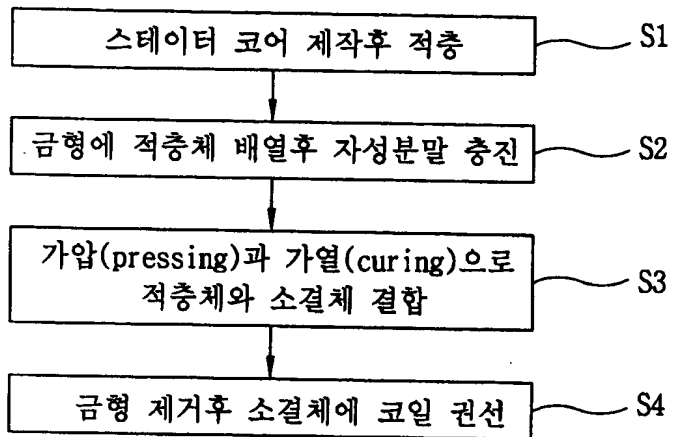 스테이터 코어 제작후 적층
S1
금형에 적층체 배열후 자성분말 충진
S2
가압(pressing)과 가열(curing)으로
적층체와 소결체 결합
S3
금형 제거후 소결체에 코일 권선
S4